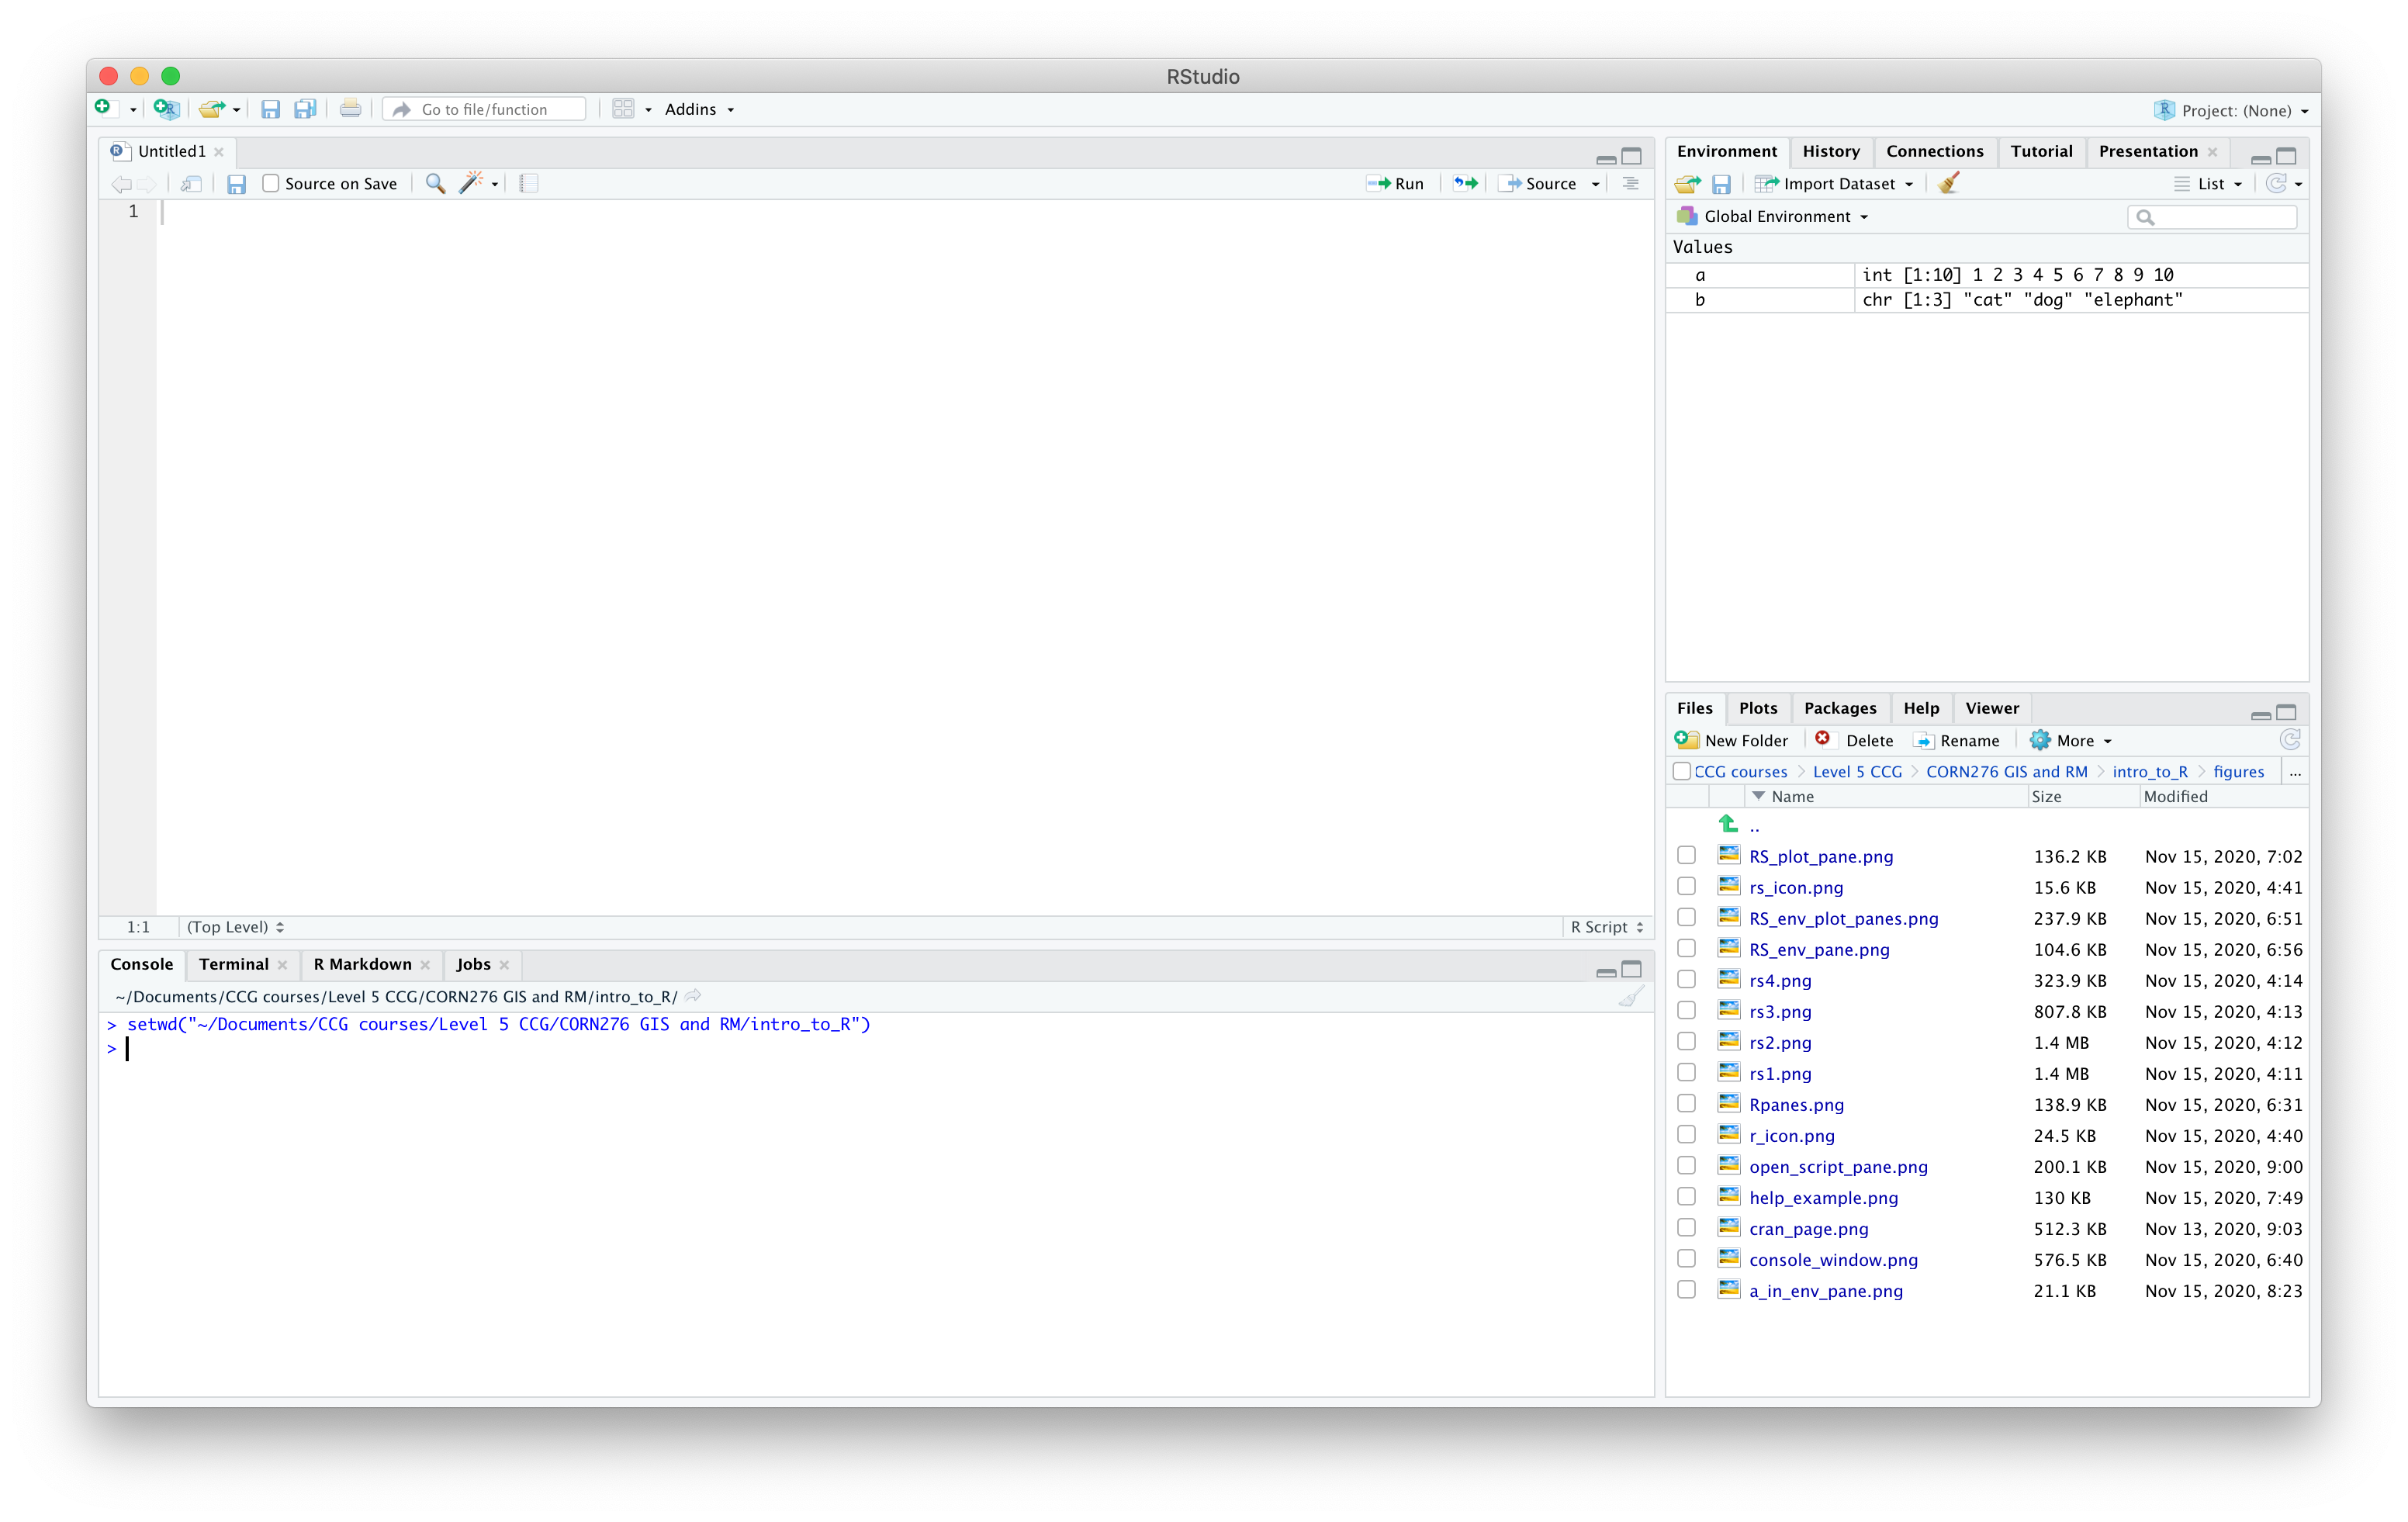 RStudio
Go to file/function
Addins
Project: (None)
Untitled1
Source on Save
Run
Source
1
1:1
(Top Level)
R Script
Console
Terminal
R Markdown
Jobs
~/Documents/CCG courses/Level 5 CCG/CORN276 GIS and RM/intro_to_R/
> setwd("~/Documents/CCG courses/Level 5 CCG/CORN276 GIS and RM/intro_to_R")
>
Environment
History
Connections
Tutorial
Presentation
Import Dataset
List
Global Environment
Values
a int [1:10] 1 2 3 4 5 6 7 8 9 10
b chr [1:3] "cat" "dog" "elephant"
Files
Plots
Packages
Help
Viewer
New Folder
Delete
Rename
More
CCG courses > Level 5 CCG > CORN276 GIS and RM > intro_to_R > figures ...
Name Size Modified
..
RS_plot_pane.png 136.2 KB Nov 15, 2020, 7:02
rs_icon.png 15.6 KB Nov 15, 2020, 4:41
RS_env_plot_panes.png 237.9 KB Nov 15, 2020, 6:51
RS_env_pane.png 104.6 KB Nov 15, 2020, 6:56
rs4.png 323.9 KB Nov 15, 2020, 4:14
rs3.png 807.8 KB Nov 15, 2020, 4:13
rs2.png 1.4 MB Nov 15, 2020, 4:12
rs1.png 1.4 MB Nov 15, 2020, 4:11
Rpanes.png 138.9 KB Nov 15, 2020, 6:31
r_icon.png 24.5 KB Nov 15, 2020, 4:40
open_script_pane.png 200.1 KB Nov 15, 2020, 9:00
help_example.png 130 KB Nov 15, 2020, 7:49
cran_page.png 512.3 KB Nov 13, 2020, 9:03
console_window.png 576.5 KB Nov 15, 2020, 6:40
a_in_env_pane.png 21.1 KB Nov 15, 2020, 8:23